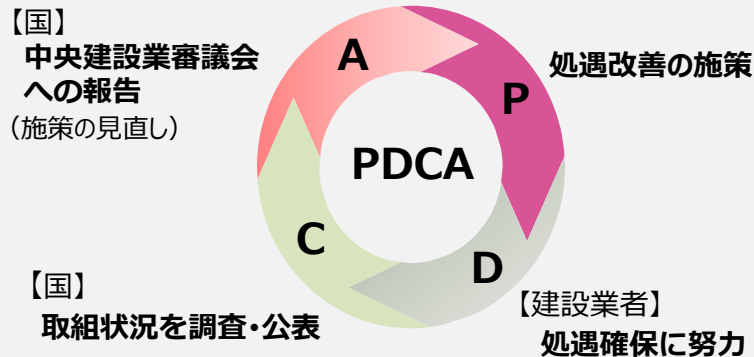 【国】
中央建設業審議会
への報告
（施策の見直し）
A
処遇改善の施策
P
PDCA
C
D
【国】
取組状況を調査・公表
【建設業者】
処遇確保に努力